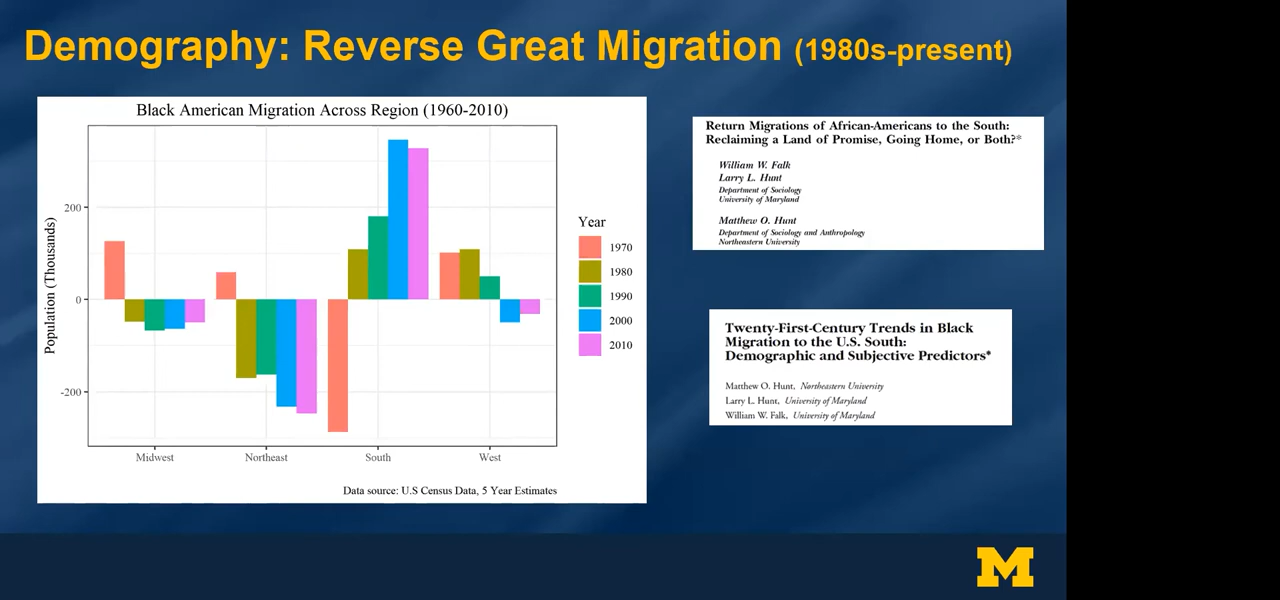 Demography: Reverse Great Migration (1980s-present)
Black American Migration Across Region (1960-2010)
Population (Thousands)
200
0
-200
Midwest Northeast South West
Year
1970
1980
1990
2000
2010
Data source: U.S Census Data, 5 Year Estimates
Return Migrations of African-Americans to the South:
Reclaiming a Land of Promise, Going Home, or Both?*
William W. Falk
Larry L. Hunt
Department of Sociology
University of Maryland
Matthew O. Hunt
Department of Sociology and Anthropology
Northeastern University
Twenty-First-Century Trends in Black
Migration to the U.S. South:
Demographic and Subjective Predictors*
Matthew O. Hunt, Northeastern University
Larry L. Hunt, University of Maryland
William W. Falk, University of Maryland
M